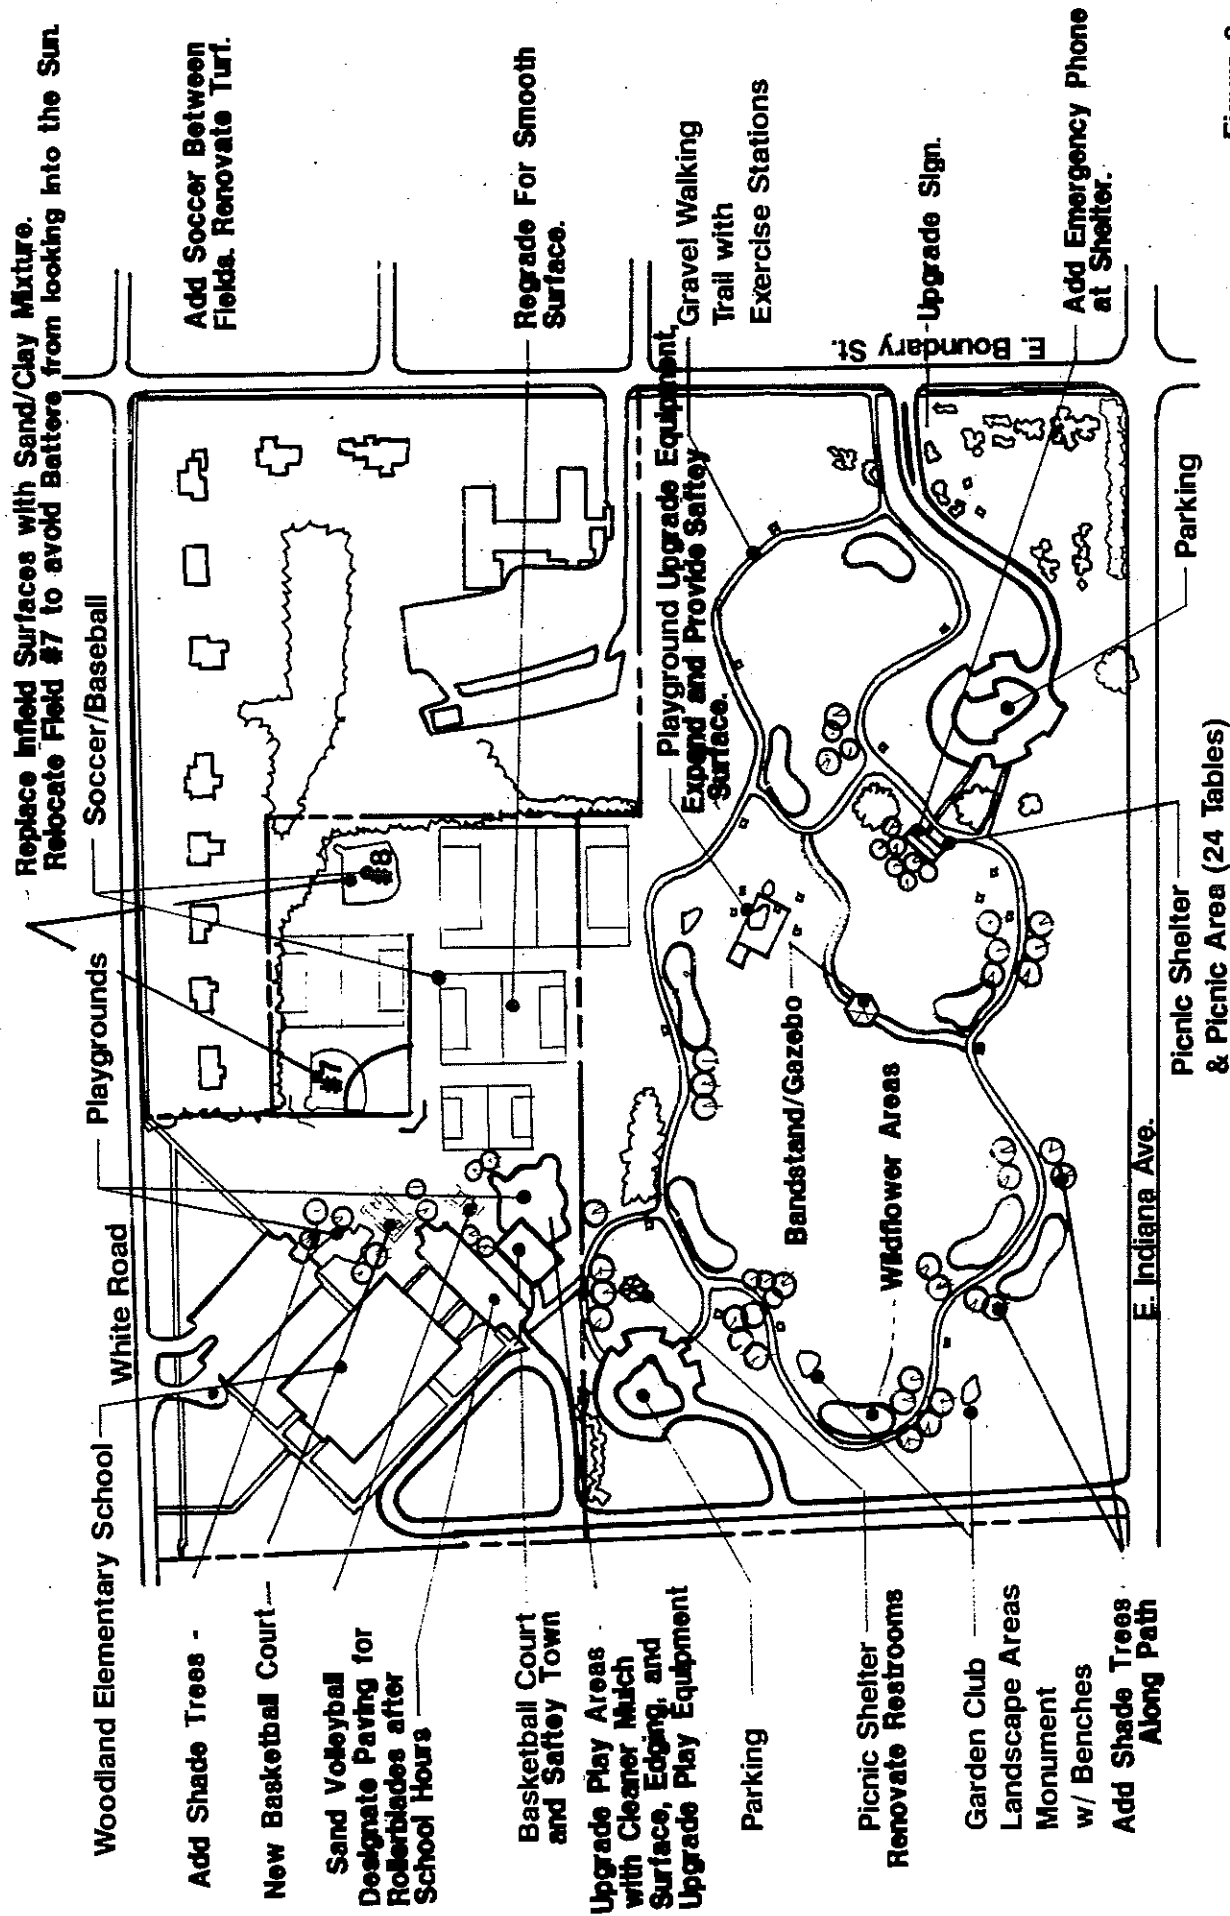 Replace Infield Surfaces with Sand/Clay Mixture.
Relocate Field #7 to avoid Batters from looking into the Sun.
Woodland Elementary School
White Road
Playgrounds
Soccer/Baseball
Add Soccer Between
Fields. Renovate Turf.
Add Shade Trees -
New Basketball Court
Sand Volleyball
Designate Paving for
Rollerblades after
School Hours
#7
#8
Regrade For Smooth
Surface.
Basketball Court
and Saftey Town
Upgrade Play Areas
with Cleaner Mulch
Surface, Edging, and
Upgrade Play Equipment
Playground Upgrade Equipment,
Expend and Provide Saftey
Surface.
Gravel Walking
Trail with
Exercise Stations
Parking
Bandstand/Gazebo
Wildflower Areas
E. Boundary St.
Upgrade Sign.
Picnic Shelter
Renovate Restrooms
Garden Club
Landscape Areas
Monument
w/ Benches
Add Emergency Phone
at Shelter.
Add Shade Trees
Along Path
E. Indiana Ave.
Picnic Shelter
& Picnic Area (24 Tables)
Parking